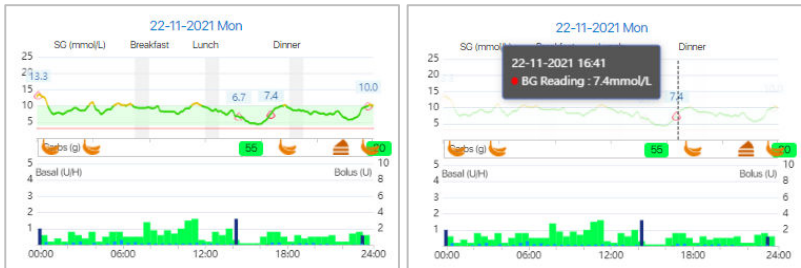 22-11-2021 Mon
SG (mmol/L) Breakfast Lunch Dinner
25
20
15
10
5
13.3
6.7
7.4
10.0
Carbs (g)
55
20
5 10
Basal (U/H) Bolus (U)
4 8
3 6
2 4
1 2
00:00 06:00 12:00 18:00 24:00
22-11-2021 Mon
SG (mmol/L) Dinner
25
20
15
10
5
22-11-2021 16:41
BG Reading : 7.4mmol/L
7.4
10.0
Carbs (g)
55
20
5 10
Basal (U/H) Bolus (U)
4 8
3 6
2 4
1 2
00:00 06:00 12:00 18:00 24:00